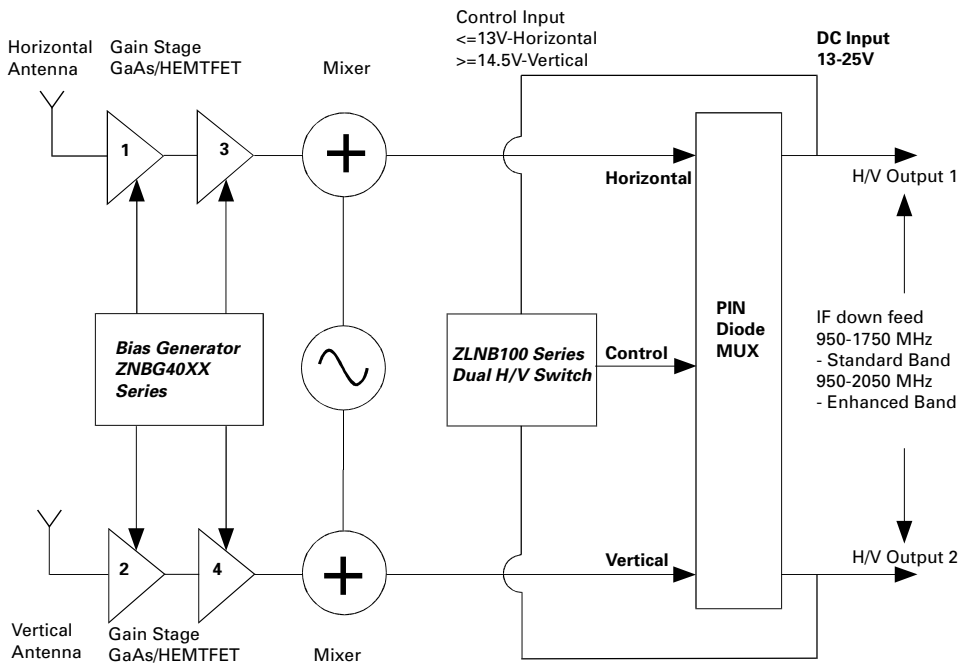 Control Input
<=13V-Horizontal
>=14.5V-Vertical
DC Input
13-25V
Horizontal
Antenna
Gain Stage
GaAs/HEMTFET
Mixer
1
3
Horizontal
H/V Output 1
Bias Generator
ZNBG40XX
Series
ZLNB100 Series
Dual H/V Switch
Control
PIN
Diode
MUX
IF down feed
950-1750 MHz
- Standard Band
950-2050 MHz
- Enhanced Band
2
4
Vertical
H/V Output 2
Vertical
Antenna
Gain Stage
GaAs/HEMTFET
Mixer